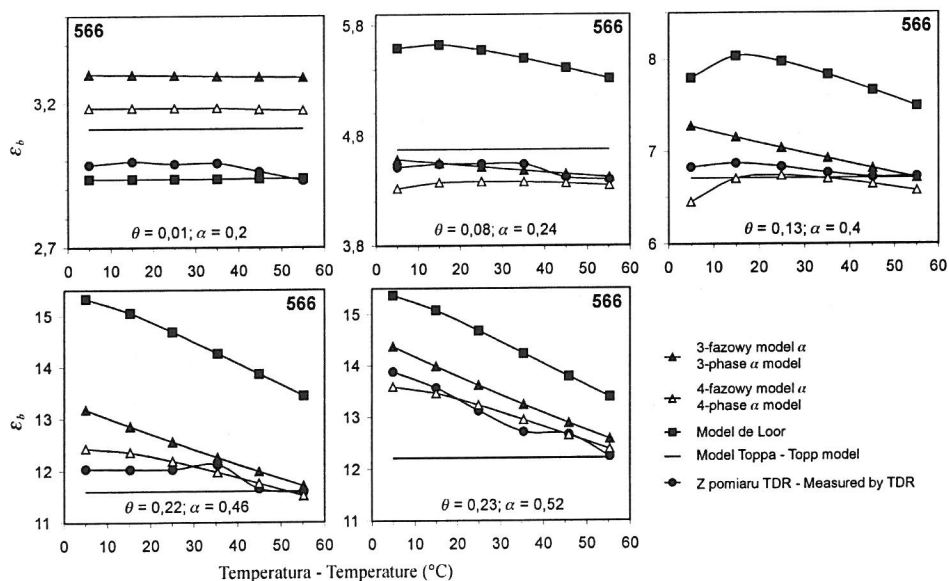 566
3,2
2,7
εb
θ = 0,01; α = 0,2
0 10 20 30 40 50 60
566
5,8
4,8
3,8
θ = 0,08; α = 0,24
0 10 20 30 40 50 60
566
8
7
6
θ = 0,13; α = 0,4
0 10 20 30 40 50 60
566
15
14
13
12
11
εb
θ = 0,22; α = 0,46
0 10 20 30 40 50 60
566
15
14
13
12
11
θ = 0,23; α = 0,52
0 10 20 30 40 50 60
Temperatura - Temperature (°C)
3-fazowy model α
3-phase α model
4-fazowy model α
4-phase α model
Model de Loor
Model Toppa - Topp model
Z pomiaru TDR - Measured by TDR